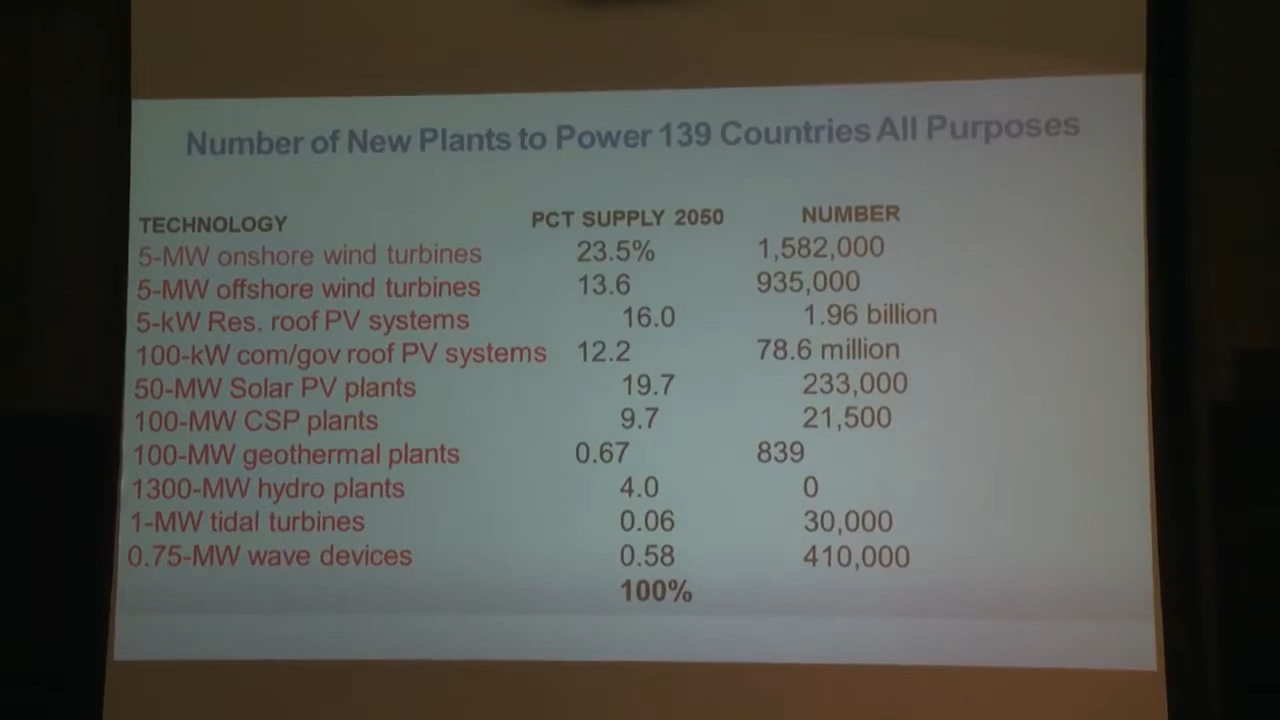 Number of New Plants to Power 139 Countries All Purposes
TECHNOLOGY PCT SUPPLY 2050 NUMBER
5-MW onshore wind turbines 23.5% 1,582,000
5-MW offshore wind turbines 13.6 935,000
5-kW Res. roof PV systems 16.0 1.96 billion
100-kW com/gov roof PV systems 12.2 78.6 million
50-MW Solar PV plants 19.7 233,000
100-MW CSP plants 9.7 21,500
100-MW geothermal plants 0.67 839
1300-MW hydro plants 4.0 0
1-MW tidal turbines 0.06 30,000
0.75-MW wave devices 0.58 410,000
100%